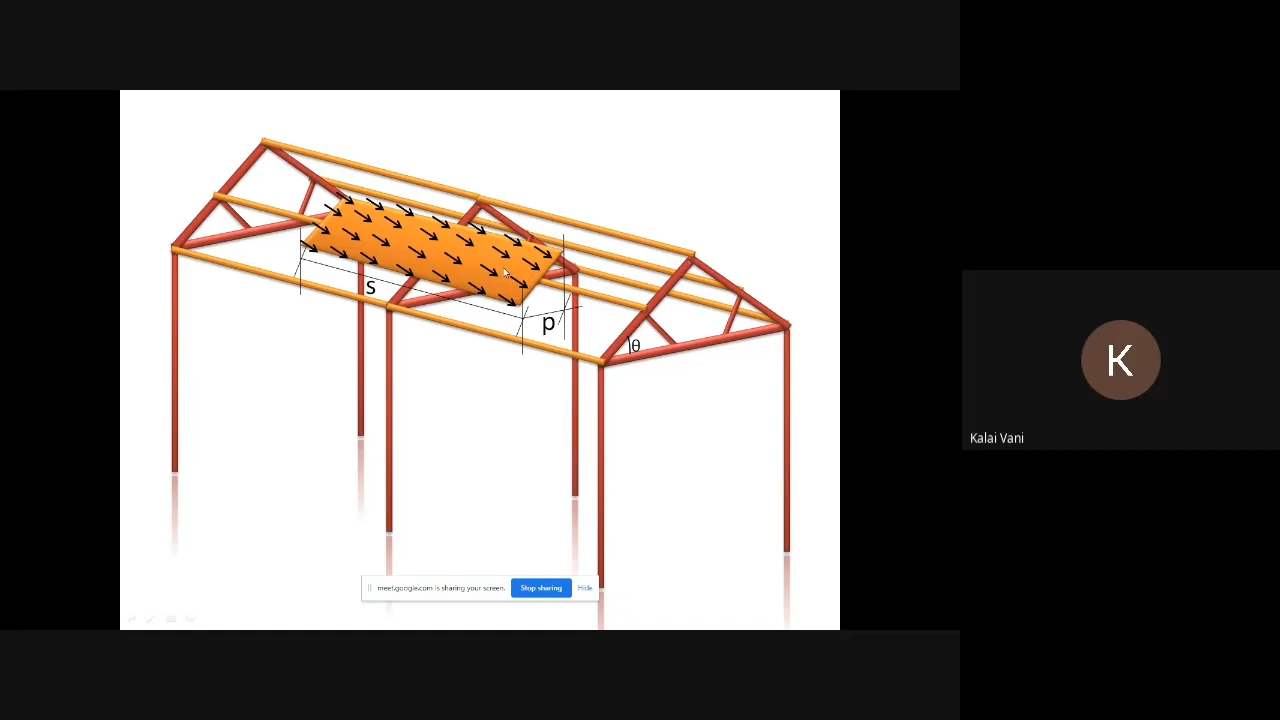 s
p
θ
meet.google.com is sharing your screen. Stop sharing Hide
K
Kalai Vani